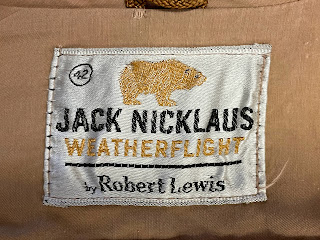 42
JACK NICKLAUS
WEATHERFLIGHT
by Robert Lewis